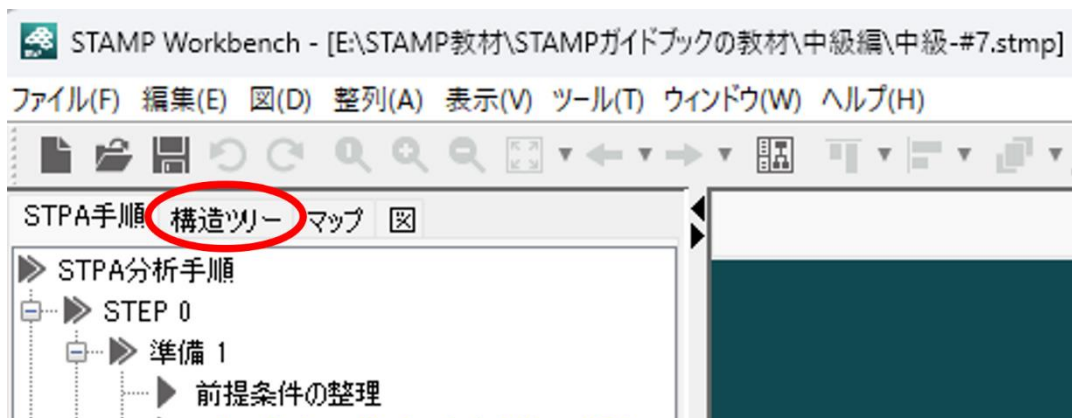 STAMP Workbench - [E:\STAMP教材\STAMPガイドブックの教材\中級編\中級-#7.stmp]
ファイル(F) 編集(E) 図(D) 整列(A) 表示(V) ツール(T) ウィンドウ(W) ヘルプ(H)
STPA手順 構造ツリー マップ 図
STPA分析手順
STEP 0
準備 1
前提条件の整理